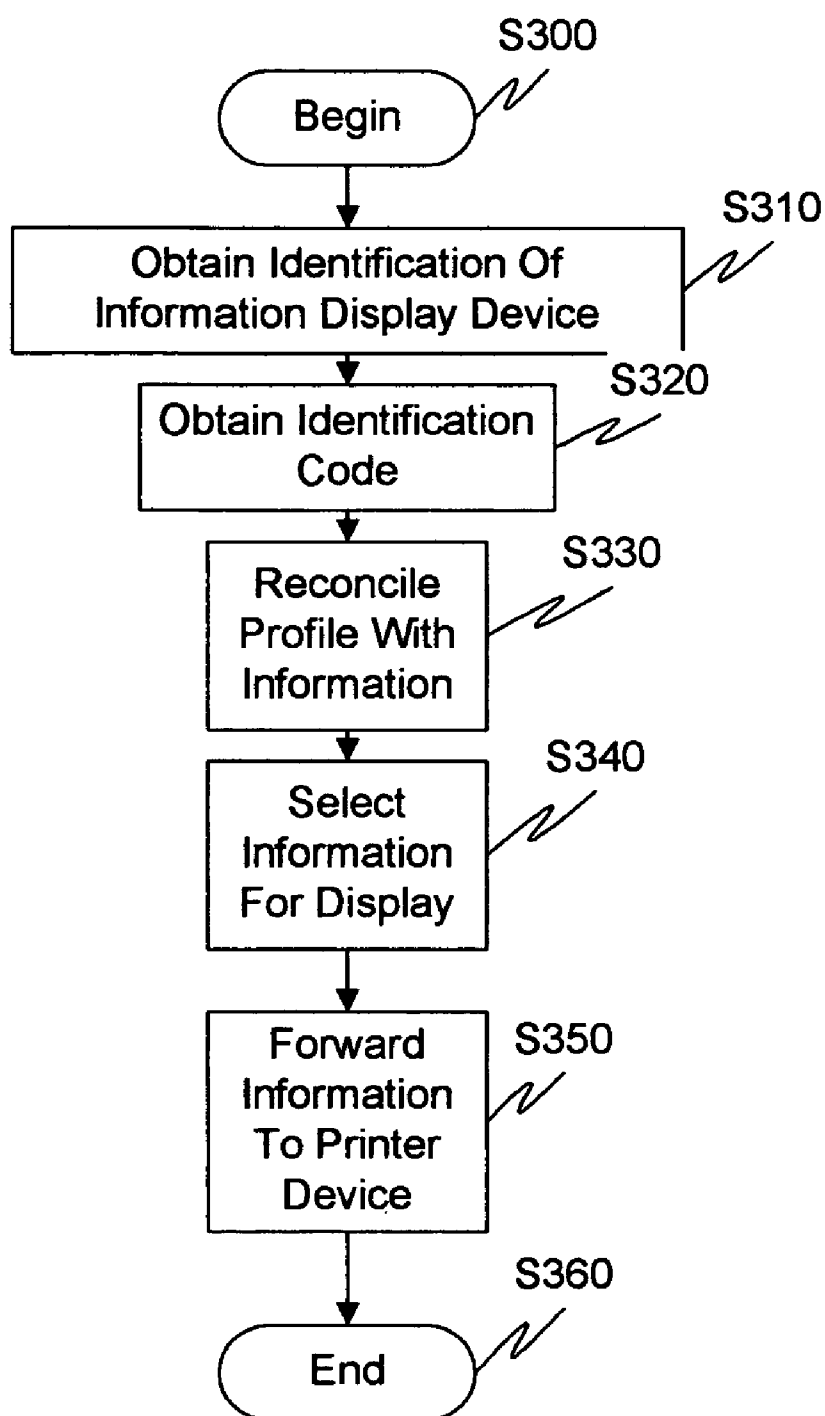 S300
Begin
S310
Obtain Identification Of
Information Display Device
S320
Obtain Identification
Code
S330
Reconcile
Profile With
Information
S340
Select
Information
For Display
S350
Forward
Information
To Printer
Device
S360
End